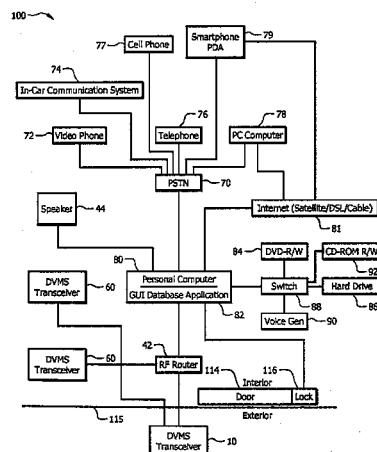 100
77
Cell Phone
Smartphone
PDA
79
74
In-Car Communication System
76
78
72
Video Phone
Telephone
PC Computer
PSTN
70
Speaker
44
Internet (Satellite/DSL/Cable)
81
84
DVD-R/W
CD-ROM R/W
92
80
DVMS
Transceiver
60
Personal Computer
GUI Database Application
82
Switch
88
Hard Drive
86
Voice Gen
90
42
114
116
DVMS
Transceiver
60
RF Router
Interior
Door
Lock
115
Exterior
DVMS
Transceiver
10